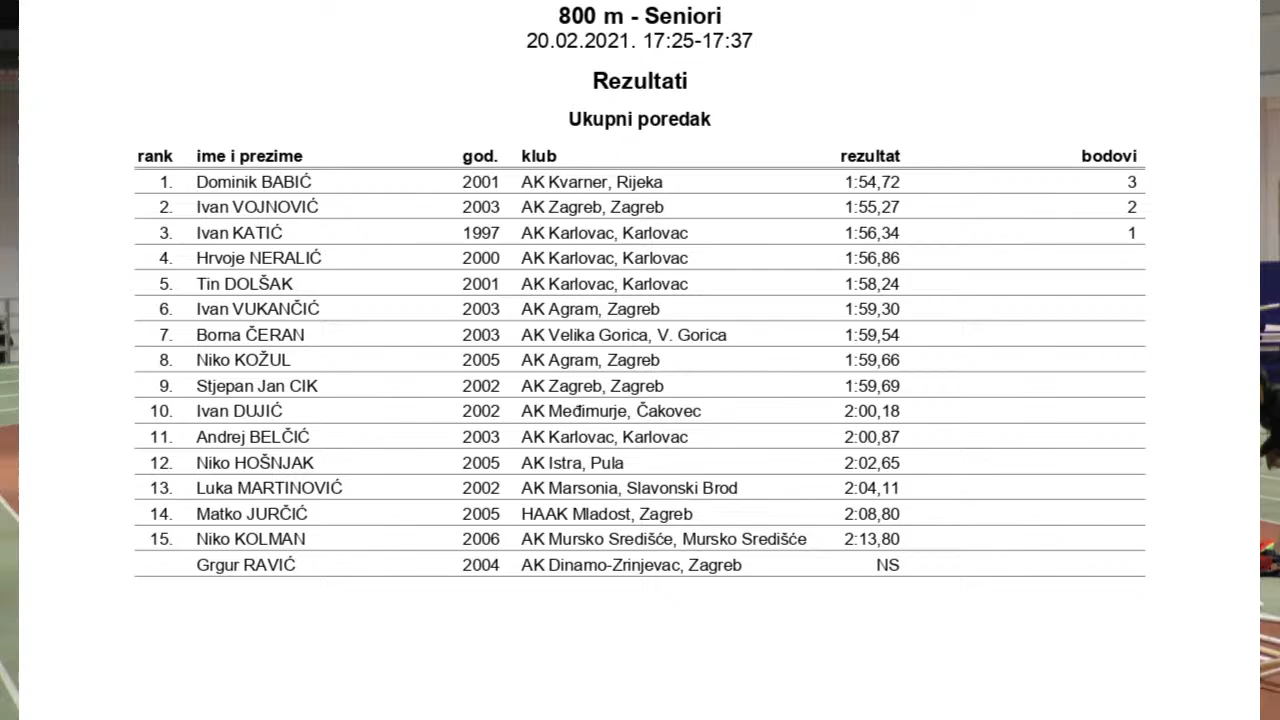 800 m - Seniori
20.02.2021. 17:25-17:37
Rezultati
Ukupni poredak
rank ime i prezime god. klub rezultat bodovi
1. Dominik BABIĆ 2001 AK Kvarner, Rijeka 1:54,72 3
2. Ivan VOJNOVIĆ 2003 AK Zagreb, Zagreb 1:55,27 2
3. Ivan KATIĆ 1997 AK Karlovac, Karlovac 1:56,34 1
4. Hrvoje NERALIĆ 2000 AK Karlovac, Karlovac 1:56,86
5. Tin DOLŠAK 2001 AK Karlovac, Karlovac 1:58,24
6. Ivan VUKANČIĆ 2003 AK Agram, Zagreb 1:59,30
7. Borna ČERAN 2003 AK Velika Gorica, V. Gorica 1:59,54
8. Niko KOŽUL 2005 AK Agram, Zagreb 1:59,66
9. Stjepan Jan CIK 2002 AK Zagreb, Zagreb 1:59,69
10. Ivan DUJIĆ 2002 AK Međimurje, Čakovec 2:00,18
11. Andrej BELČIĆ 2003 AK Karlovac, Karlovac 2:00,87
12. Niko HOŠNJAK 2005 AK Istra, Pula 2:02,65
13. Luka MARTINOVIĆ 2002 AK Marsonia, Slavonski Brod 2:04,11
14. Matko JURČIĆ 2005 HAAK Mladost, Zagreb 2:08,80
15. Niko KOLMAN 2006 AK Mursko Središće, Mursko Središće 2:13,80
Grgur RAVIĆ 2004 AK Dinamo-Zrinjevac, Zagreb NS